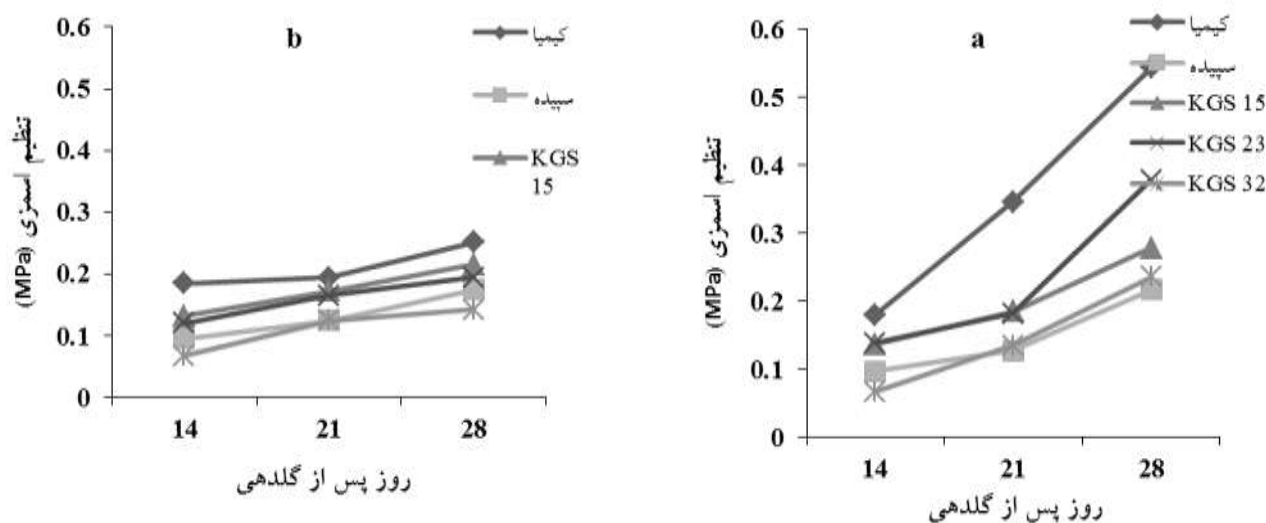 b
0.6
0.5
0.4
0.3
0.2
0.1
0
14 21 28
روز پس از گلدهی
تنظیم اسمزی (MPa)
کیمیا
سپیده
KGS
15
a
0.6
0.5
0.4
0.3
0.2
0.1
0
14 21 28
روز پس از گلدهی
تنظیم اسمزی (MPa)
کیمیا
سپیده
KGS 15
KGS 23
KGS 32